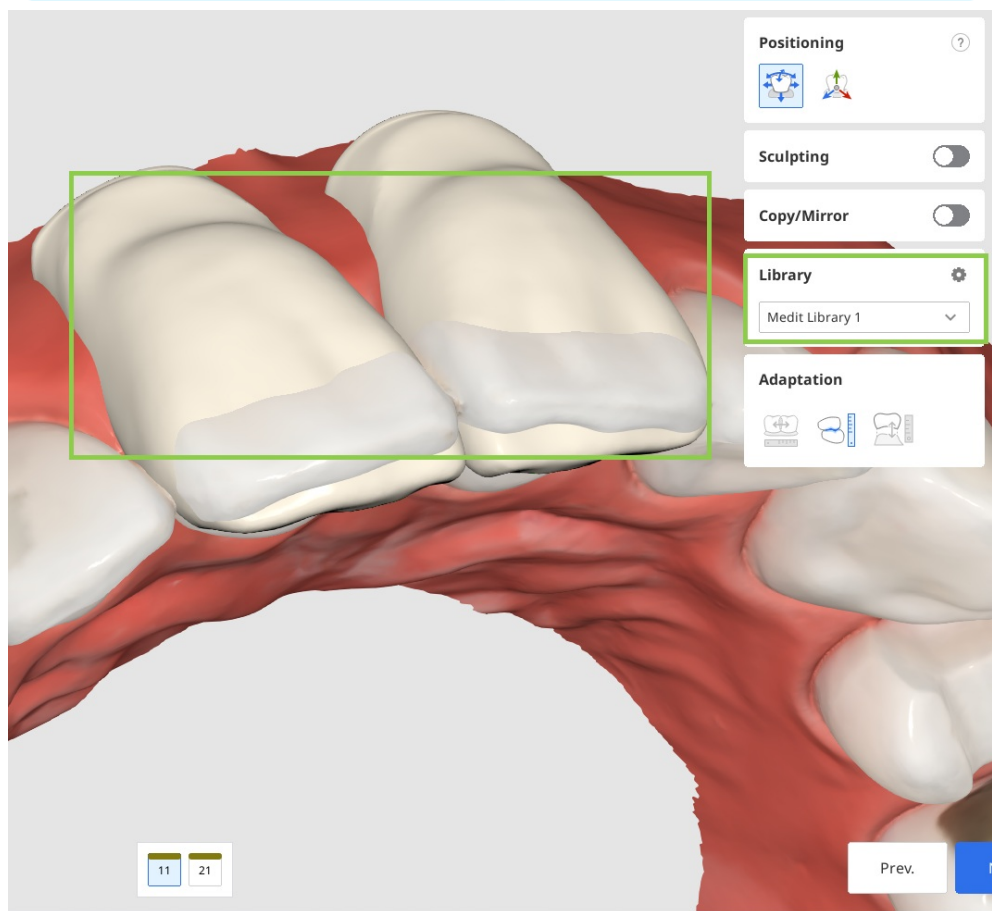 Positioning
?
Sculpting
Copy/Mirror
Library
Medit Library 1
Adaptation
11
21
Prev.